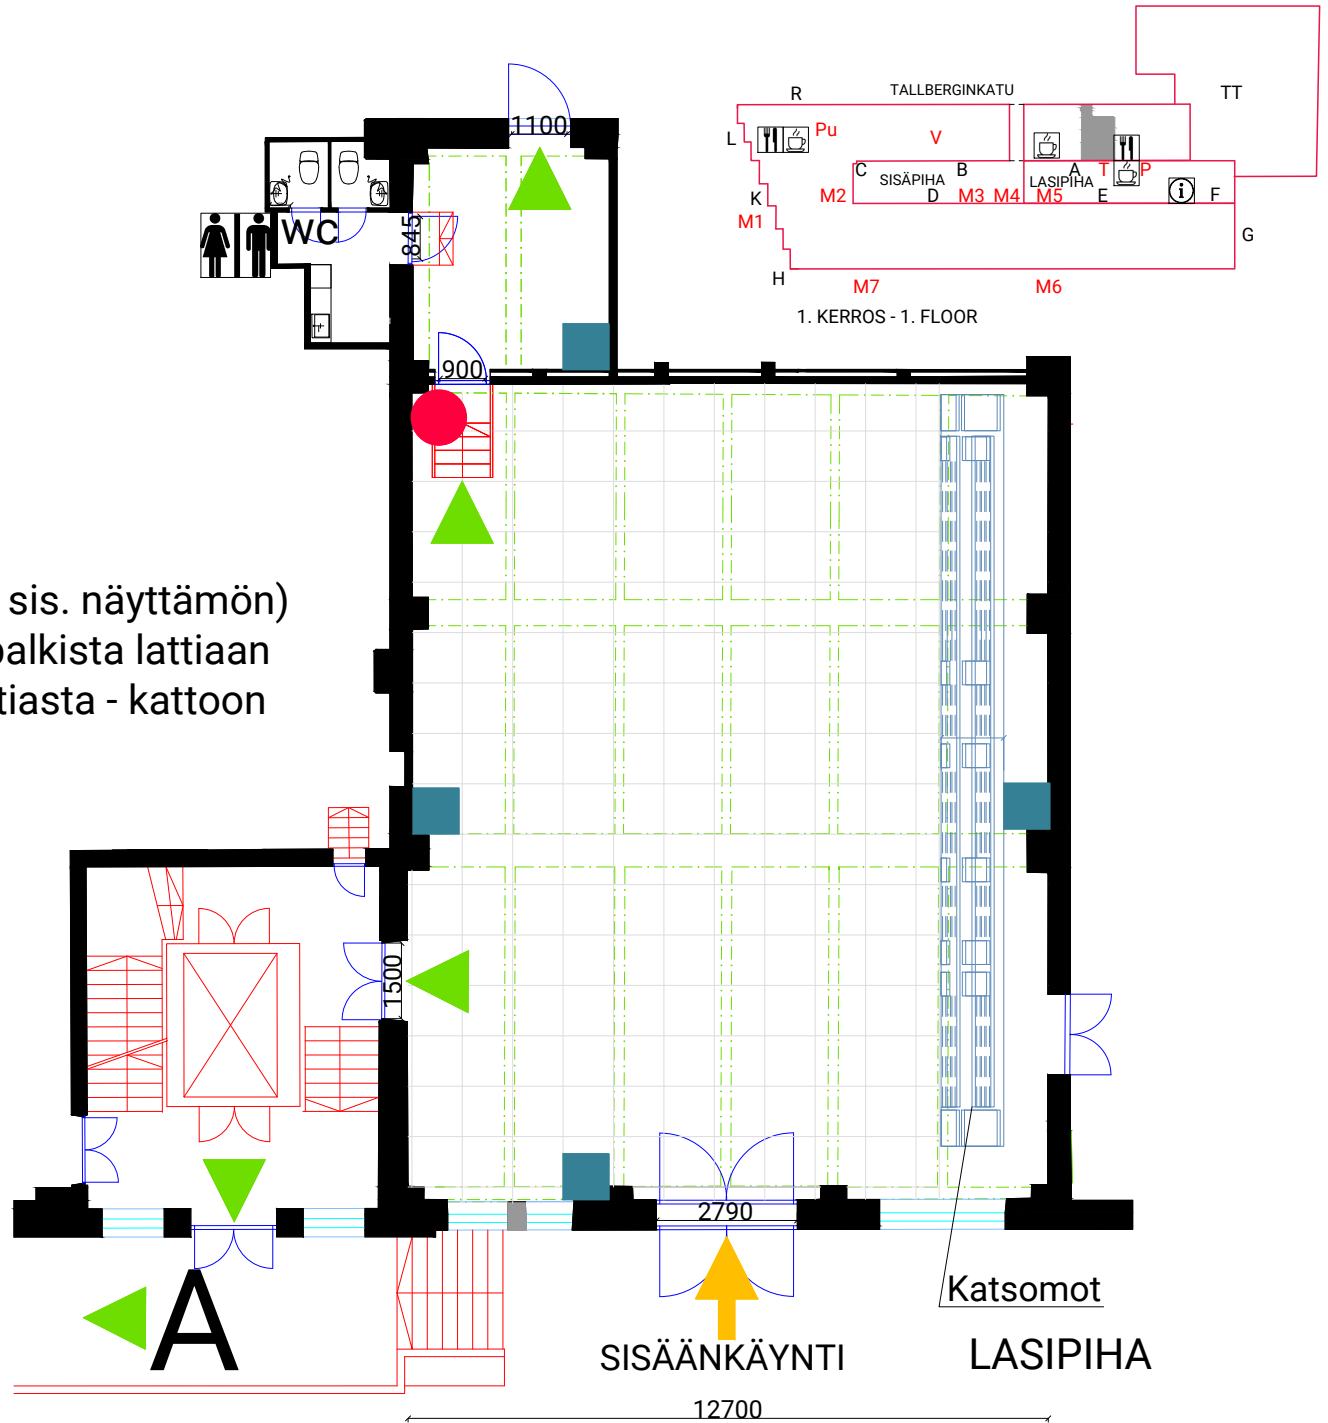 R
TALLBERGINKATU
TT
L
Pu
V
C
B
A
T
P
SISÄPIHA
LASIPIHA
K
M2
D
M3
M4
M5
E
F
M1
G
H
M7
M6
1. KERROS - 1. FLOOR
1100
WC
845
900
sis. näyttämön)
palkista lattiaan
tiasta - kattoon
1500
2790
A
Katsomot
SISÄÄNKÄYNTI
LASIPIHA
12700